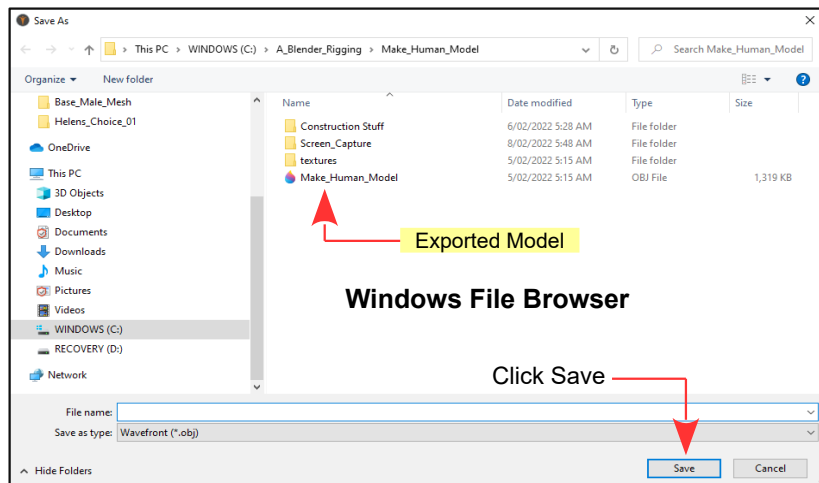 Save As
This PC > WINDOWS (C:) > A_Blender_Rigging > Make_Human_Model
Search Make_Human_Model
Organize
New folder
Name Date modified Type Size
Base_Male_Mesh
Helens_Choice_01
OneDrive
This PC
3D Objects
Desktop
Documents
Downloads
Music
Pictures
Videos
WINDOWS (C:)
RECOVERY (D:)
Network
Construction Stuff 6/02/2022 5:28 AM File folder
Screen_Capture 8/02/2022 5:48 AM File folder
textures 5/02/2022 5:15 AM File folder
Make_Human_Model 5/02/2022 5:15 AM OBJ File 1,319 KB
Exported Model
Windows File Browser
Click Save
File name:
Save as type: Wavefront (*.obj)
Hide Folders
Save
Cancel